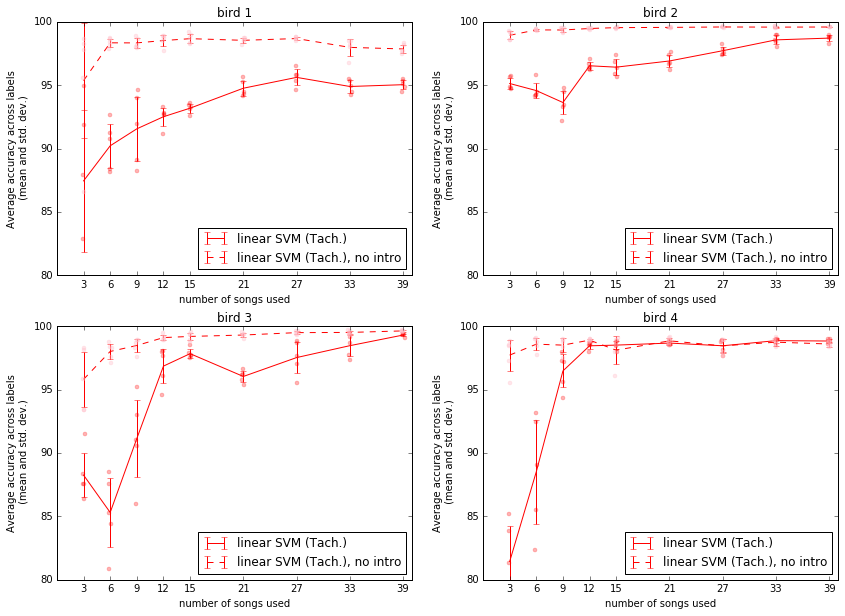 bird 1
100
95
90
85
80
Average accuracy across labels
(mean and std. dev.)
3 6 9 12 15 21 27 33 39
number of songs used
linear SVM (Tach.)
linear SVM (Tach.), no intro
bird 2
100
95
90
85
80
Average accuracy across labels
(mean and std. dev.)
3 6 9 12 15 21 27 33 39
number of songs used
linear SVM (Tach.)
linear SVM (Tach.), no intro
bird 3
100
95
90
85
80
Average accuracy across labels
(mean and std. dev.)
3 6 9 12 15 21 27 33 39
number of songs used
linear SVM (Tach.)
linear SVM (Tach.), no intro
bird 4
100
95
90
85
80
Average accuracy across labels
(mean and std. dev.)
3 6 9 12 15 21 27 33 39
number of songs used
linear SVM (Tach.)
linear SVM (Tach.), no intro